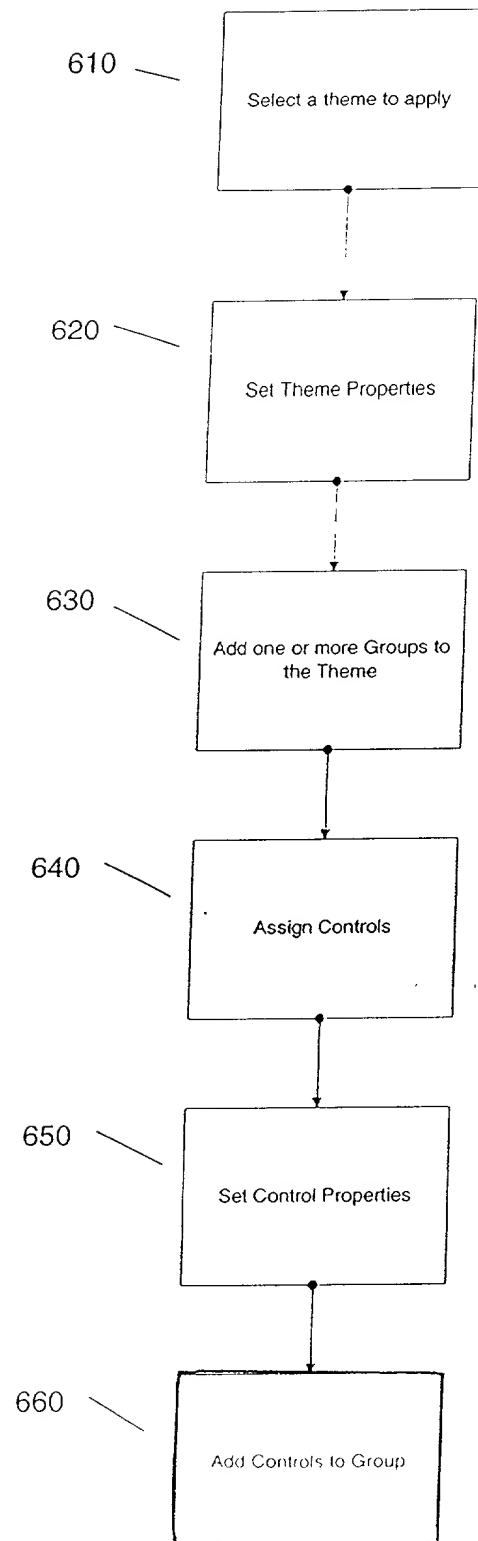 610
Select a theme to apply
620
Set Theme Properties
630
Add one or more Groups to
the Theme
640
Assign Controls
650
Set Control Properties
660
Add Controls to Group